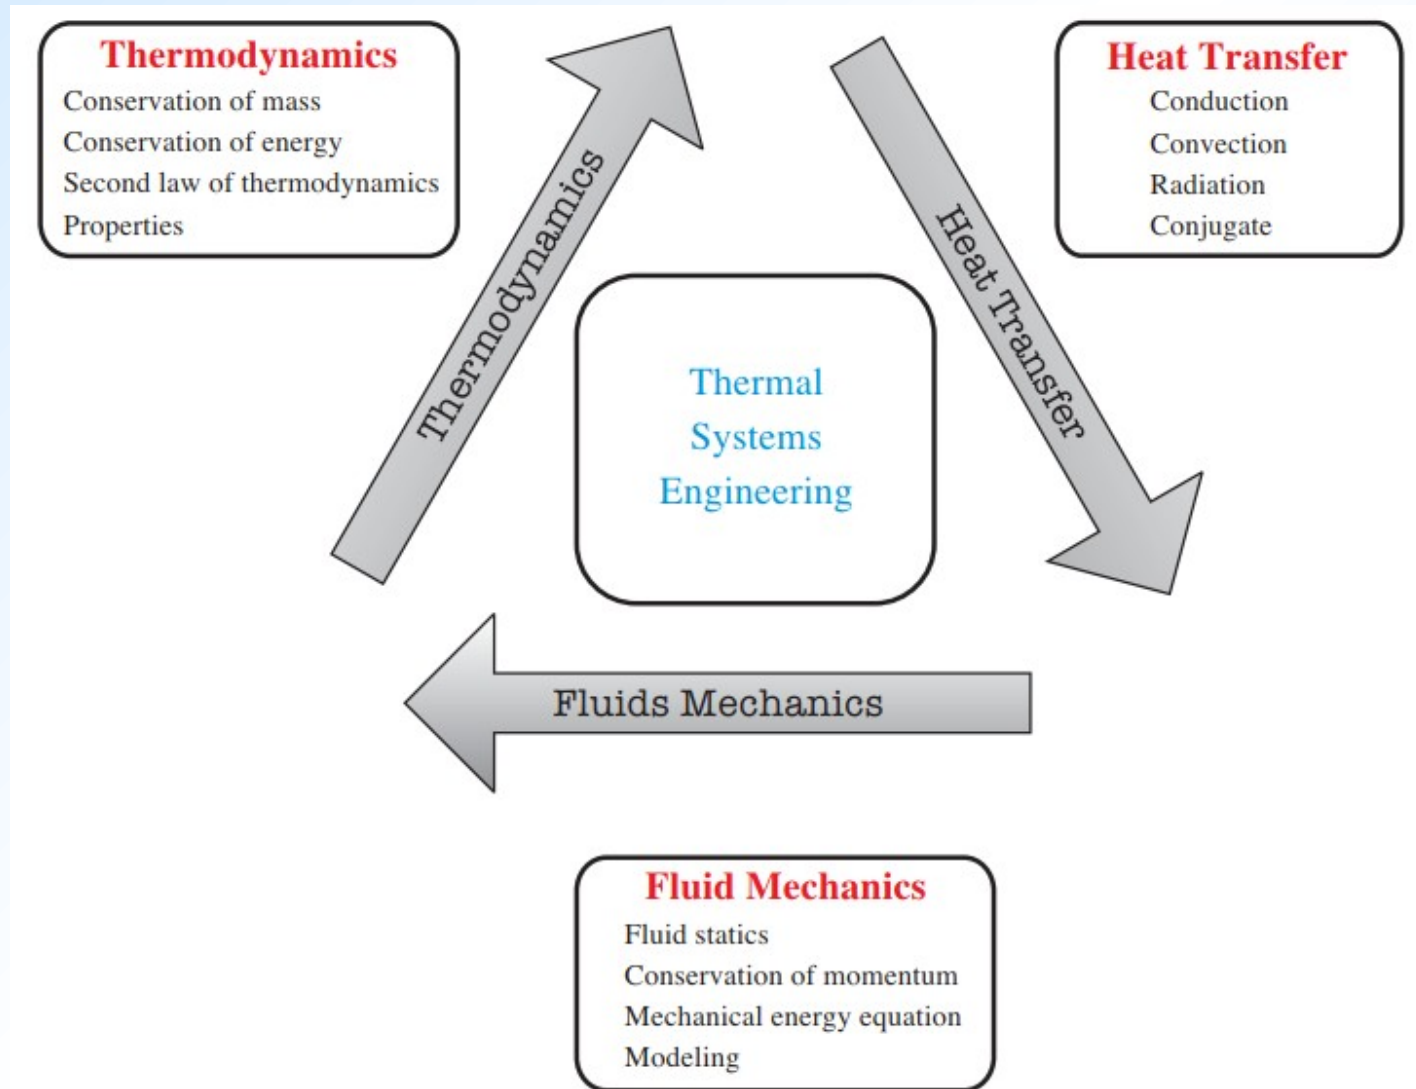 Thermodynamics
Conservation of mass
Conservation of energy
Second law of thermodynamics
Properties
Heat Transfer
Conduction
Convection
Radiation
Conjugate
Thermodynamics
Heat Transfer
Thermal
Systems
Engineering
Fluids Mechanics
Fluid Mechanics
Fluid statics
Conservation of momentum
Mechanical energy equation
Modeling